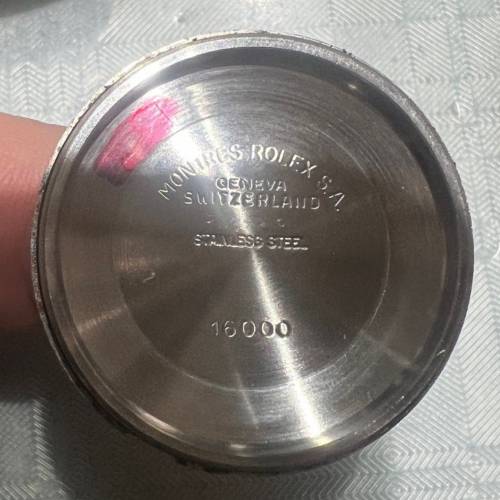 MONTRES ROLEX S.A.
GENEVA
SWITZERLAND
STAINLESS STEEL
16000